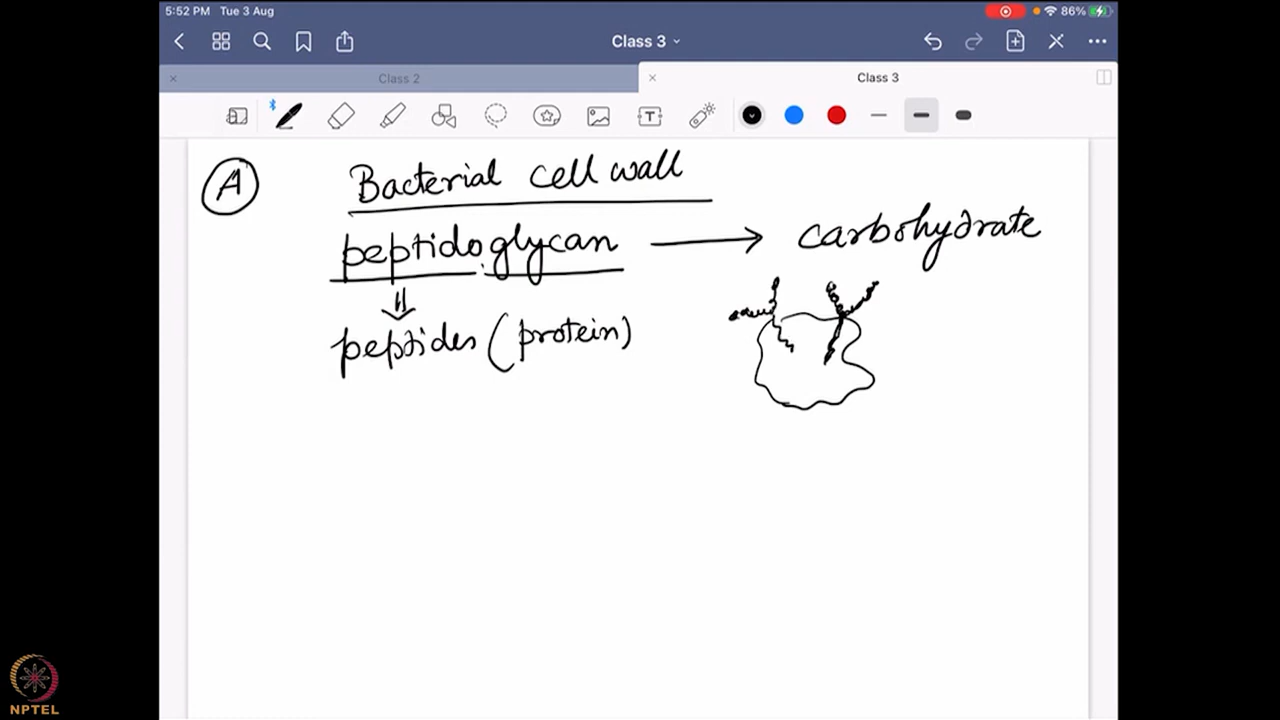 5:52 PM Tue 3 Aug 86%
Class 3
Class 2 Class 3
T
A Bacterial cell wall
peptidoglycan → carbohydrate
⇓
peptides (protein)
NPTEL